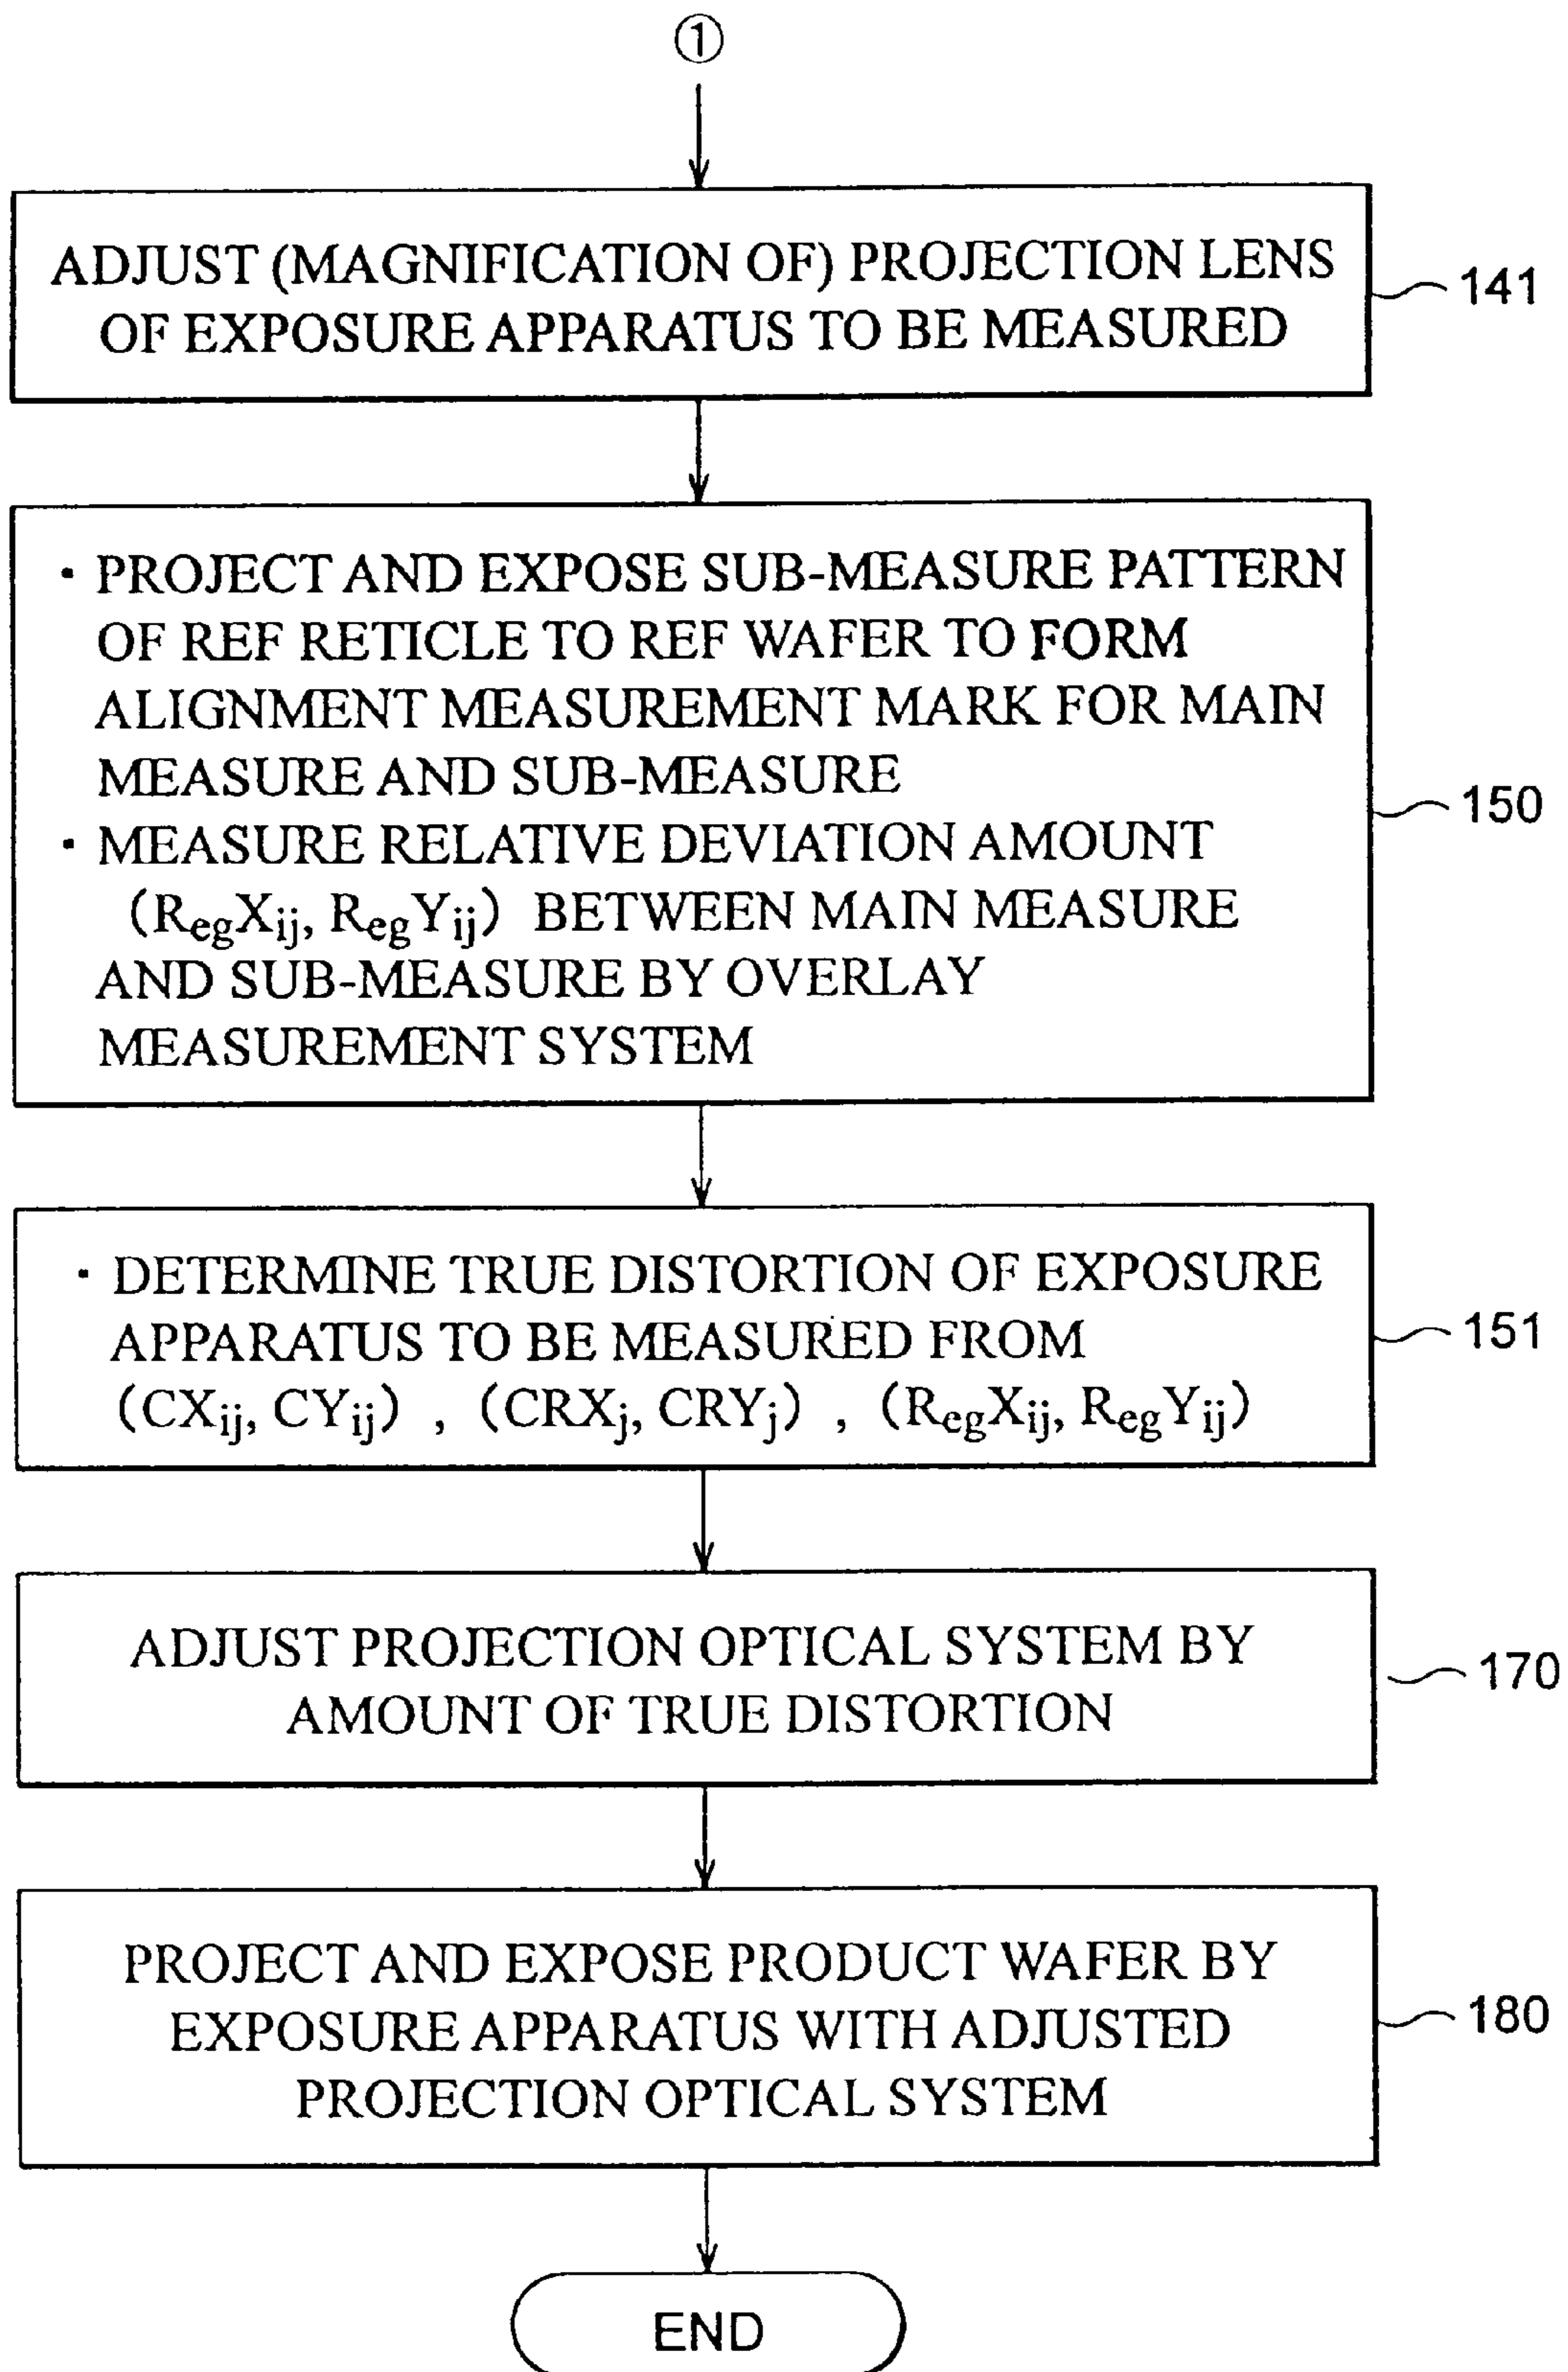 ①
ADJUST (MAGNIFICATION OF) PROJECTION LENS
OF EXPOSURE APPARATUS TO BE MEASURED
141
· PROJECT AND EXPOSE SUB-MEASURE PATTERN
OF REF RETICLE TO REF WAFER TO FORM
ALIGNMENT MEASUREMENT MARK FOR MAIN
MEASURE AND SUB-MEASURE
· MEASURE RELATIVE DEVIATION AMOUNT
(RegXij, RegYij) BETWEEN MAIN MEASURE
AND SUB-MEASURE BY OVERLAY
MEASUREMENT SYSTEM
150
· DETERMINE TRUE DISTORTION OF EXPOSURE
APPARATUS TO BE MEASURED FROM
(CXij, CYij) , (CRXj, CRYj) , (RegXij, RegYij)
151
ADJUST PROJECTION OPTICAL SYSTEM BY
AMOUNT OF TRUE DISTORTION
170
PROJECT AND EXPOSE PRODUCT WAFER BY
EXPOSURE APPARATUS WITH ADJUSTED
PROJECTION OPTICAL SYSTEM
180
END